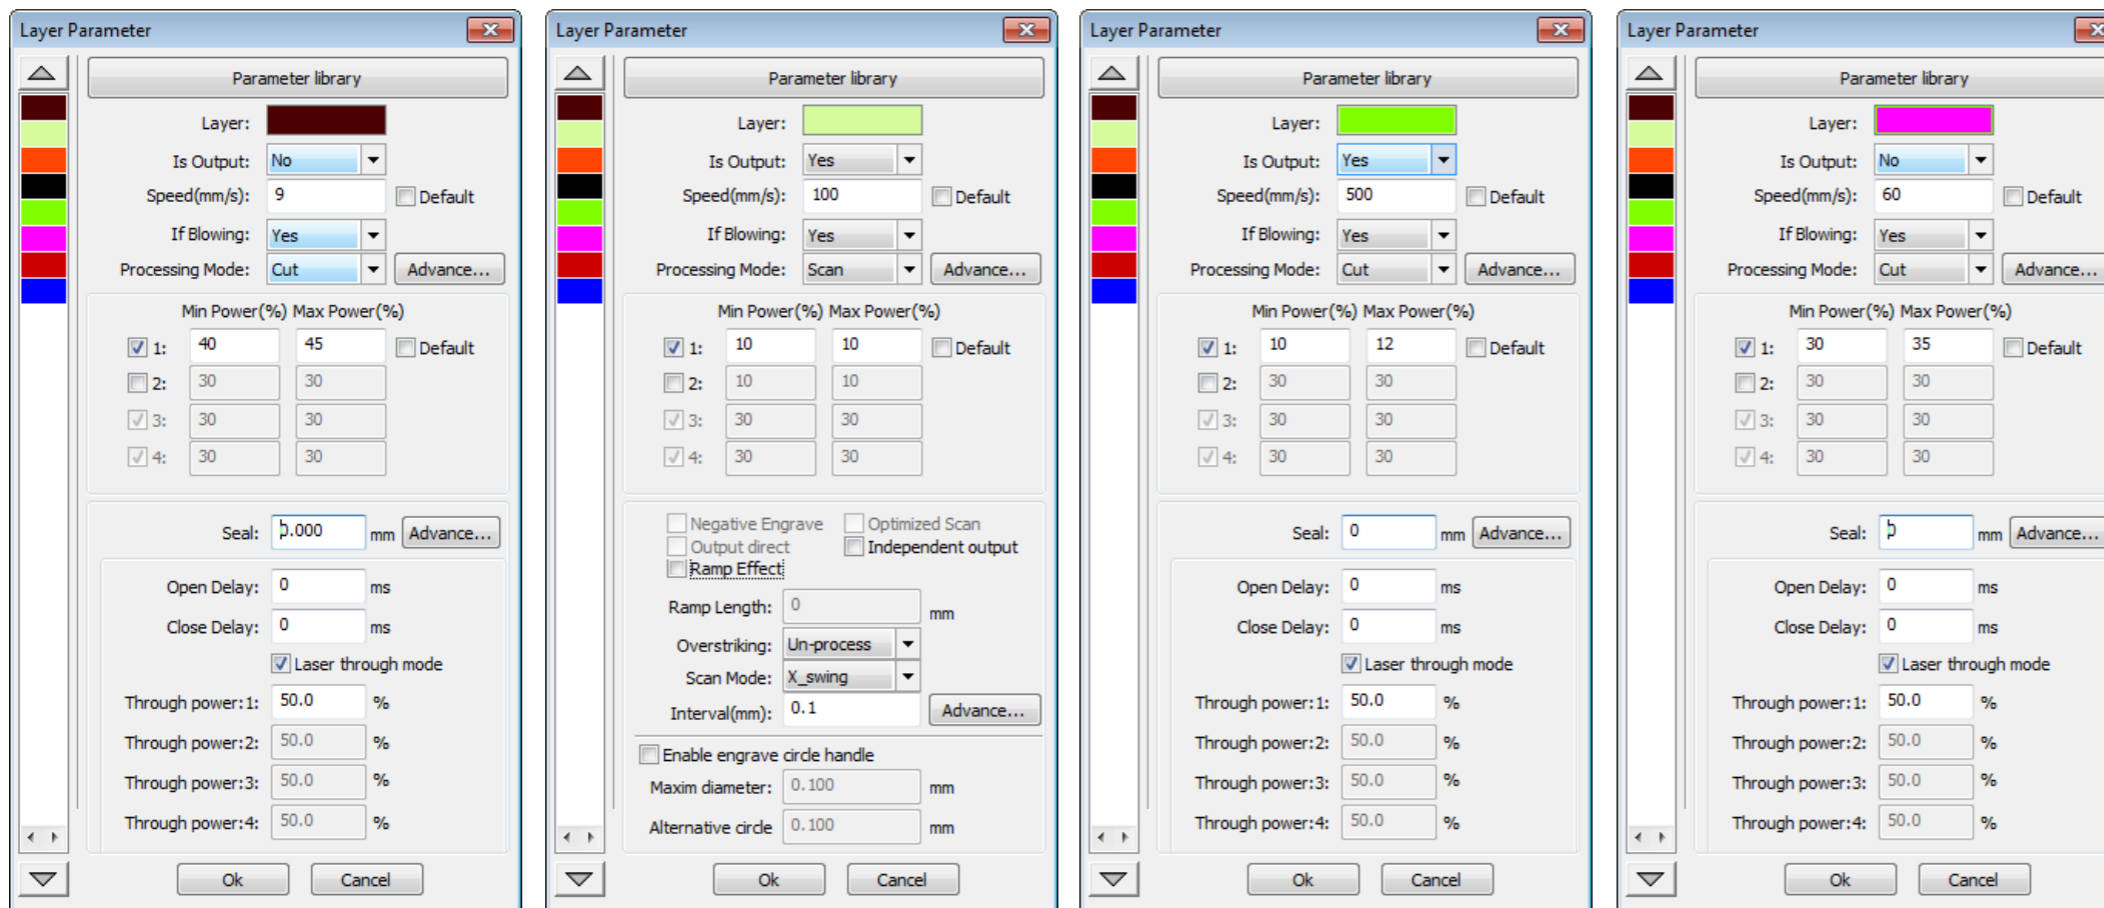 Layer Parameter
Parameter library
Layer:
Is Output: No
Speed(mm/s): 9 Default
If Blowing: Yes
Processing Mode: Cut Advance...
Min Power(%) Max Power(%)
1: 40 45 Default
2: 30 30
3: 30 30
4: 30 30
Seal: 0.000 mm Advance...
Open Delay: 0 ms
Close Delay: 0 ms
Laser through mode
Through power:1: 50.0 %
Through power:2: 50.0 %
Through power:3: 50.0 %
Through power:4: 50.0 %
Ok Cancel
Layer Parameter
Parameter library
Layer:
Is Output: Yes
Speed(mm/s): 100 Default
If Blowing: Yes
Processing Mode: Scan Advance...
Min Power(%) Max Power(%)
1: 10 10 Default
2: 10 10
3: 30 30
4: 30 30
Negative Engrave Optimized Scan
Output direct Independent output
Ramp Effect
Ramp Length: 0 mm
Overstriking: Un-process
Scan Mode: X_swing
Interval(mm): 0.1 Advance...
Enable engrave circle handle
Maxim diameter: 0.100 mm
Alternative circle 0.100 mm
Ok Cancel
Layer Parameter
Parameter library
Layer:
Is Output: Yes
Speed(mm/s): 500 Default
If Blowing: Yes
Processing Mode: Cut Advance...
Min Power(%) Max Power(%)
1: 10 12 Default
2: 30 30
3: 30 30
4: 30 30
Seal: 0 mm Advance...
Open Delay: 0 ms
Close Delay: 0 ms
Laser through mode
Through power:1: 50.0 %
Through power:2: 50.0 %
Through power:3: 50.0 %
Through power:4: 50.0 %
Ok Cancel
Layer Parameter
Parameter library
Layer:
Is Output: No
Speed(mm/s): 60 Default
If Blowing: Yes
Processing Mode: Cut Advance...
Min Power(%) Max Power(%)
1: 30 35 Default
2: 30 30
3: 30 30
4: 30 30
Seal: 0 mm Advance...
Open Delay: 0 ms
Close Delay: 0 ms
Laser through mode
Through power:1: 50.0 %
Through power:2: 50.0 %
Through power:3: 50.0 %
Through power:4: 50.0 %
Ok Cancel